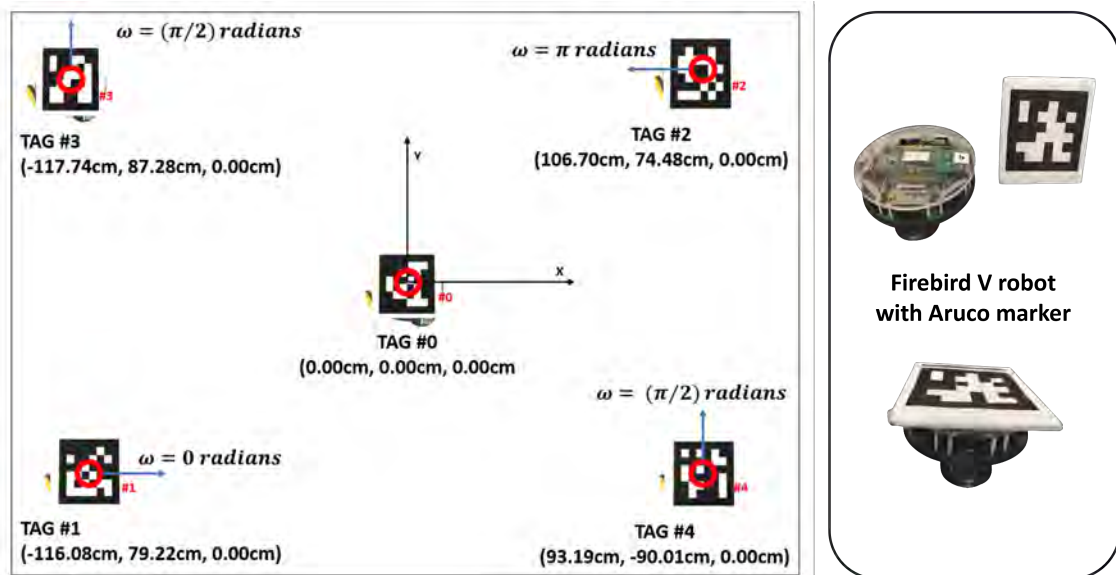 ω = (π/2) radians
#3
TAG #3
(-117.74cm, 87.28cm, 0.00cm)
ω = π radians
#2
TAG #2
(106.70cm, 74.48cm, 0.00cm)
Y
X
#0
TAG #0
(0.00cm, 0.00cm, 0.00cm
ω = 0 radians
#1
TAG #1
(-116.08cm, 79.22cm, 0.00cm)
ω = (π/2) radians
#4
TAG #4
(93.19cm, -90.01cm, 0.00cm)
Firebird V robot
with Aruco marker